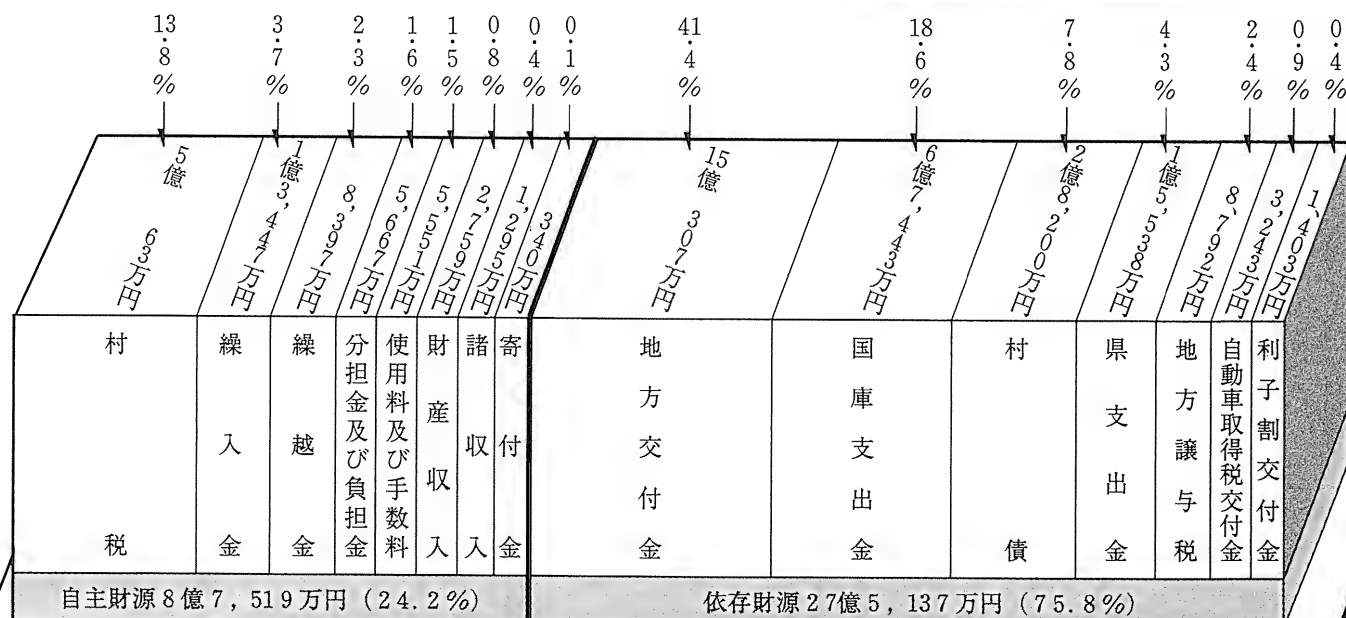 13.8%
3.7%
2.3%
1.6%
1.5%
0.8%
0.4%
0.1%
41.4%
18.6%
7.8%
4.3%
2.4%
0.9%
0.4%
5億 63万円
1億3,447万円
8,397万円
5,667万円
5,551万円
2,759万円
1,295万円
340万円
15億 307万円
6億7,443万円
2億8,200万円
1億5,538万円
8,792万円
3,243万円
1,403万円
村税
繰入金
繰越金
分担金及び負担金
使用料及び手数料
財産収入
諸収入
寄付金
地方交付金
国庫支出金
村債
県支出金
地方譲与税
自動車取得税交付金
利子割交付金
自主財源8億7,519万円(24.2%)
依存財源27億5,137万円(75.8%)